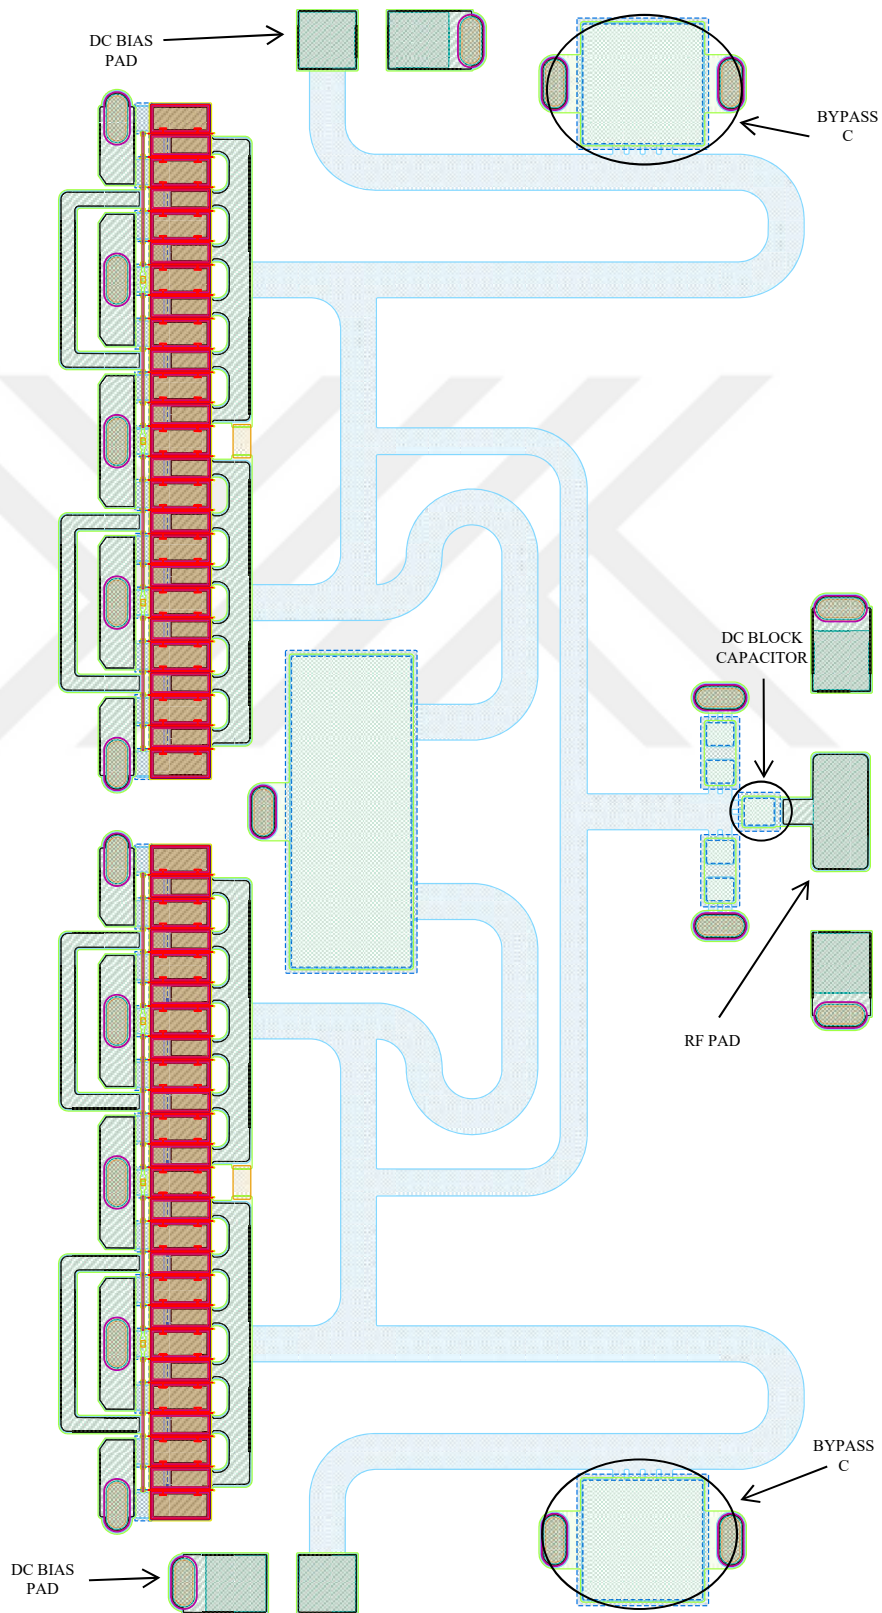 DC BIAS
PAD
BYPASS
C
DC BLOCK
CAPACITOR
RF PAD
BYPASS
C
DC BIAS
PAD